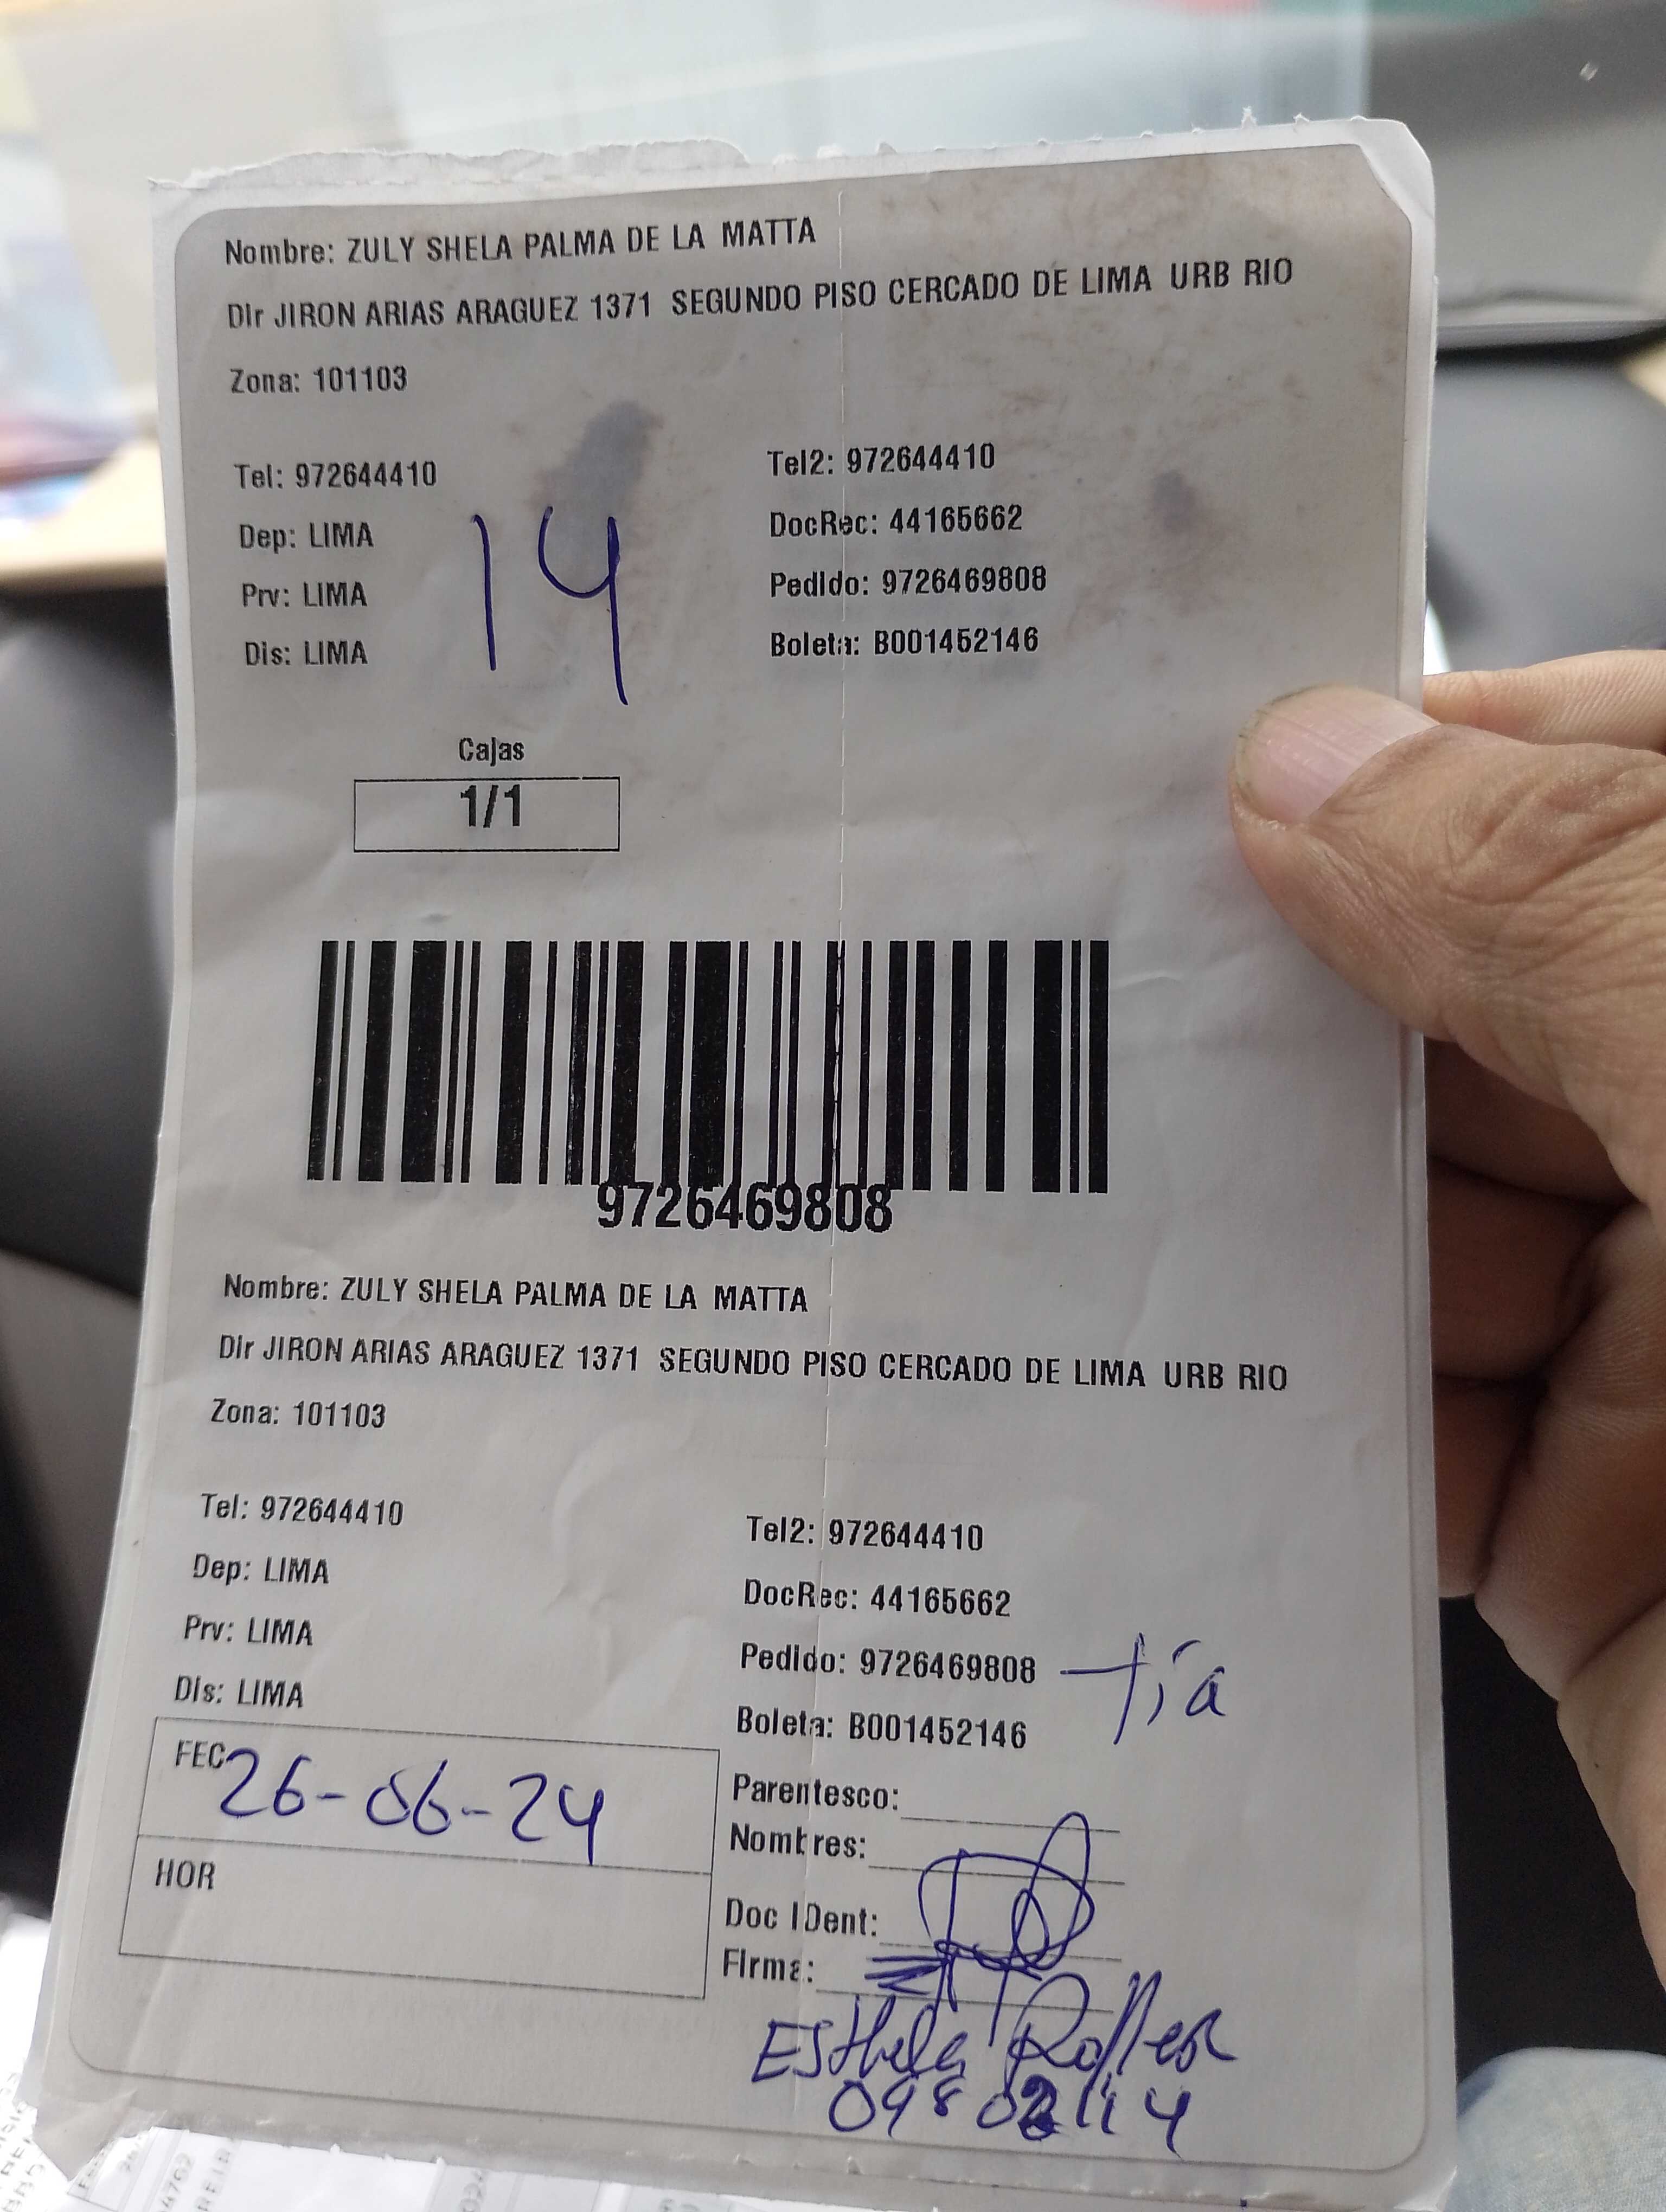 Nombre: ZULY SHELA PALMA DE LA MATTA
Dir JIRON ARIAS ARAGUEZ 1371 SEGUNDO PISO CERCADO DE LIMA URB RIO
Zona: 101103
Tel: 972644410 Tel2: 972644410
Dep: LIMA DocRec: 44165662
Prv: LIMA Pedido: 9726469808
Dis: LIMA Boleta: B001452146
14
Cajas
1/1
9726469808
Nombre: ZULY SHELA PALMA DE LA MATTA
Dir JIRON ARIAS ARAGUEZ 1371 SEGUNDO PISO CERCADO DE LIMA URB RIO
Zona: 101103
Tel: 972644410 Tel2: 972644410
Dep: LIMA DocRec: 44165662
Prv: LIMA Pedido: 9726469808 tía
Dis: LIMA Boleta: B001452146
FEC 26-06-24
HOR
Parentesco:
Nombres:
Doc IDent:
Firma:
Esthela